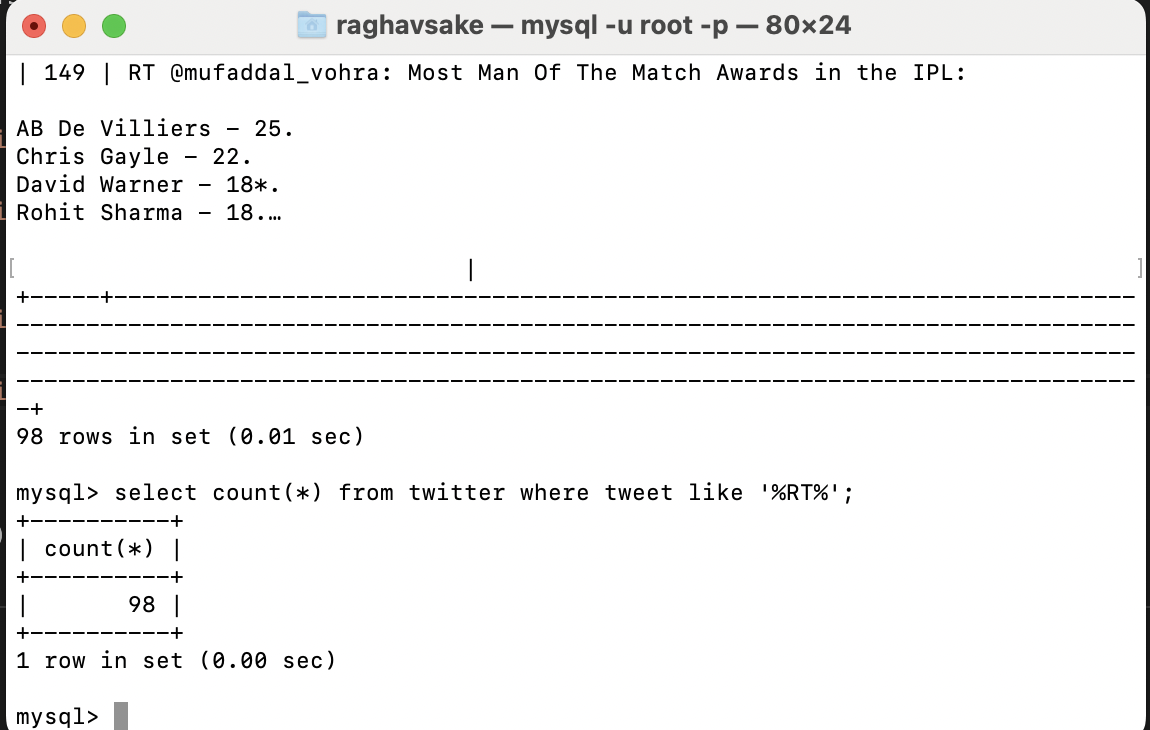 raghavsake — mysql -u root -p — 80×24
| 149 | RT @mufaddal_vohra: Most Man Of The Match Awards in the IPL:
AB De Villiers – 25.
Chris Gayle – 22.
David Warner – 18*.
Rohit Sharma – 18.…
[ | ]
+-----+-------------------------------------------------------------------------
--------------------------------------------------------------------------------
--------------------------------------------------------------------------------
--------------------------------------------------------------------------------
-+
98 rows in set (0.01 sec)
mysql> select count(*) from twitter where tweet like '%RT%';
+----------+
| count(*) |
+----------+
|       98 |
+----------+
1 row in set (0.00 sec)
mysql>